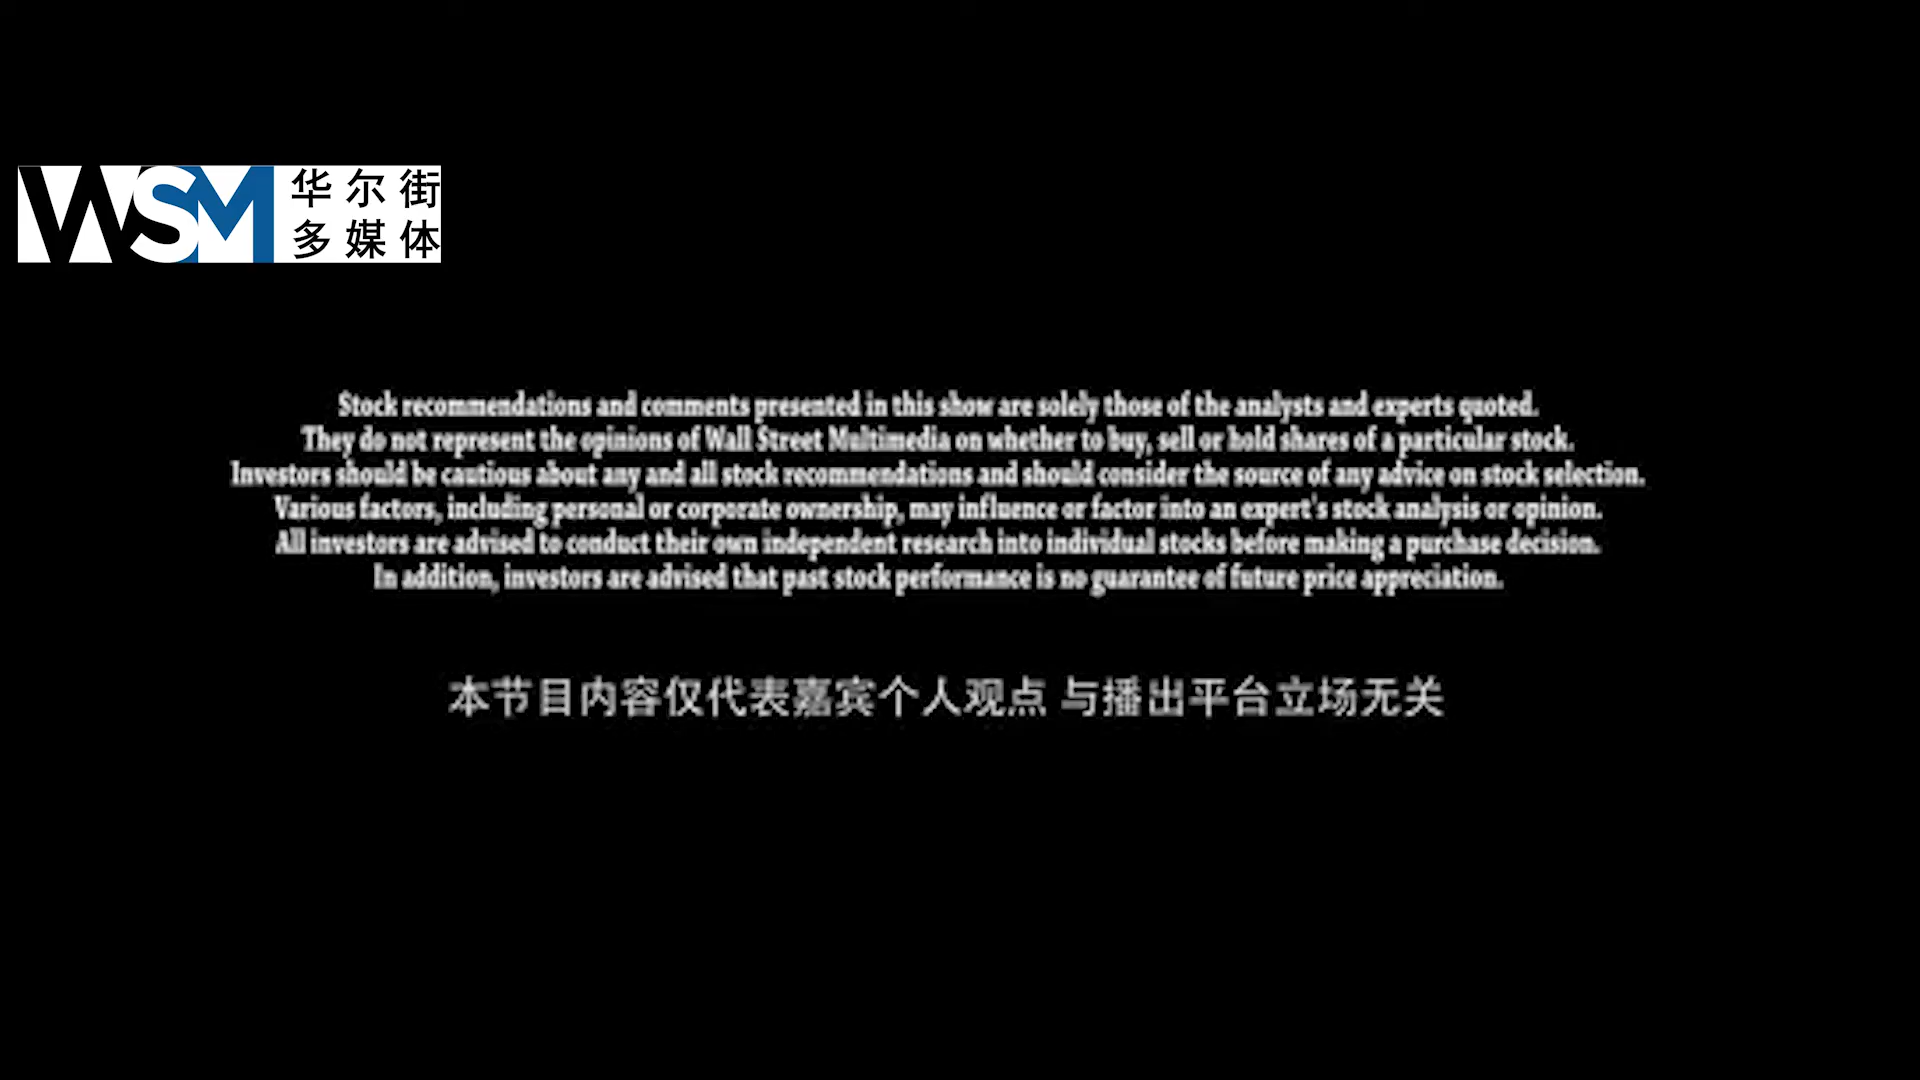 WSM 华尔街
多媒体
Stock recommendations and comments presented in this show are solely those of the analysts and experts quoted.
They do not represent the opinions of Wall Street Multimedia on whether to buy, sell or hold shares of a particular stock.
Investors should be cautious about any and all stock recommendations and should consider the source of any advice on stock selection.
Various factors, including personal or corporate ownership, may influence or factor into an expert's stock analysis or opinion.
All investors are advised to conduct their own independent research into individual stocks before making a purchase decision.
In addition, investors are advised that past stock performance is no guarantee of future price appreciation.
本节目内容仅代表嘉宾个人观点 与播出平台立场无关